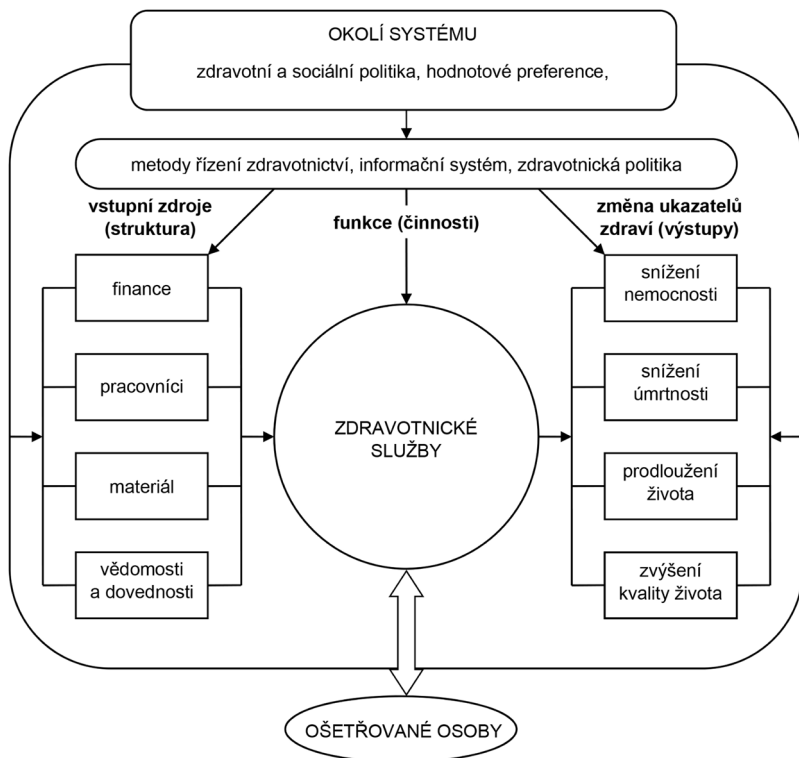 OKOLÍ SYSTÉMU
zdravotní a sociální politika, hodnotové preference,
metody řízení zdravotnictví, informační systém, zdravotnická politika
vstupní zdroje
(struktura)
funkce (činnosti)
změna ukazatelů
zdraví (výstupy)
finance
pracovníci
materiál
vědomosti
a dovednosti
ZDRAVOTNICKÉ
SLUŽBY
snížení
nemocnosti
snížení
úmrtnosti
prodloužení
života
zvýšení
kvality života
OŠETŘOVANÉ OSOBY